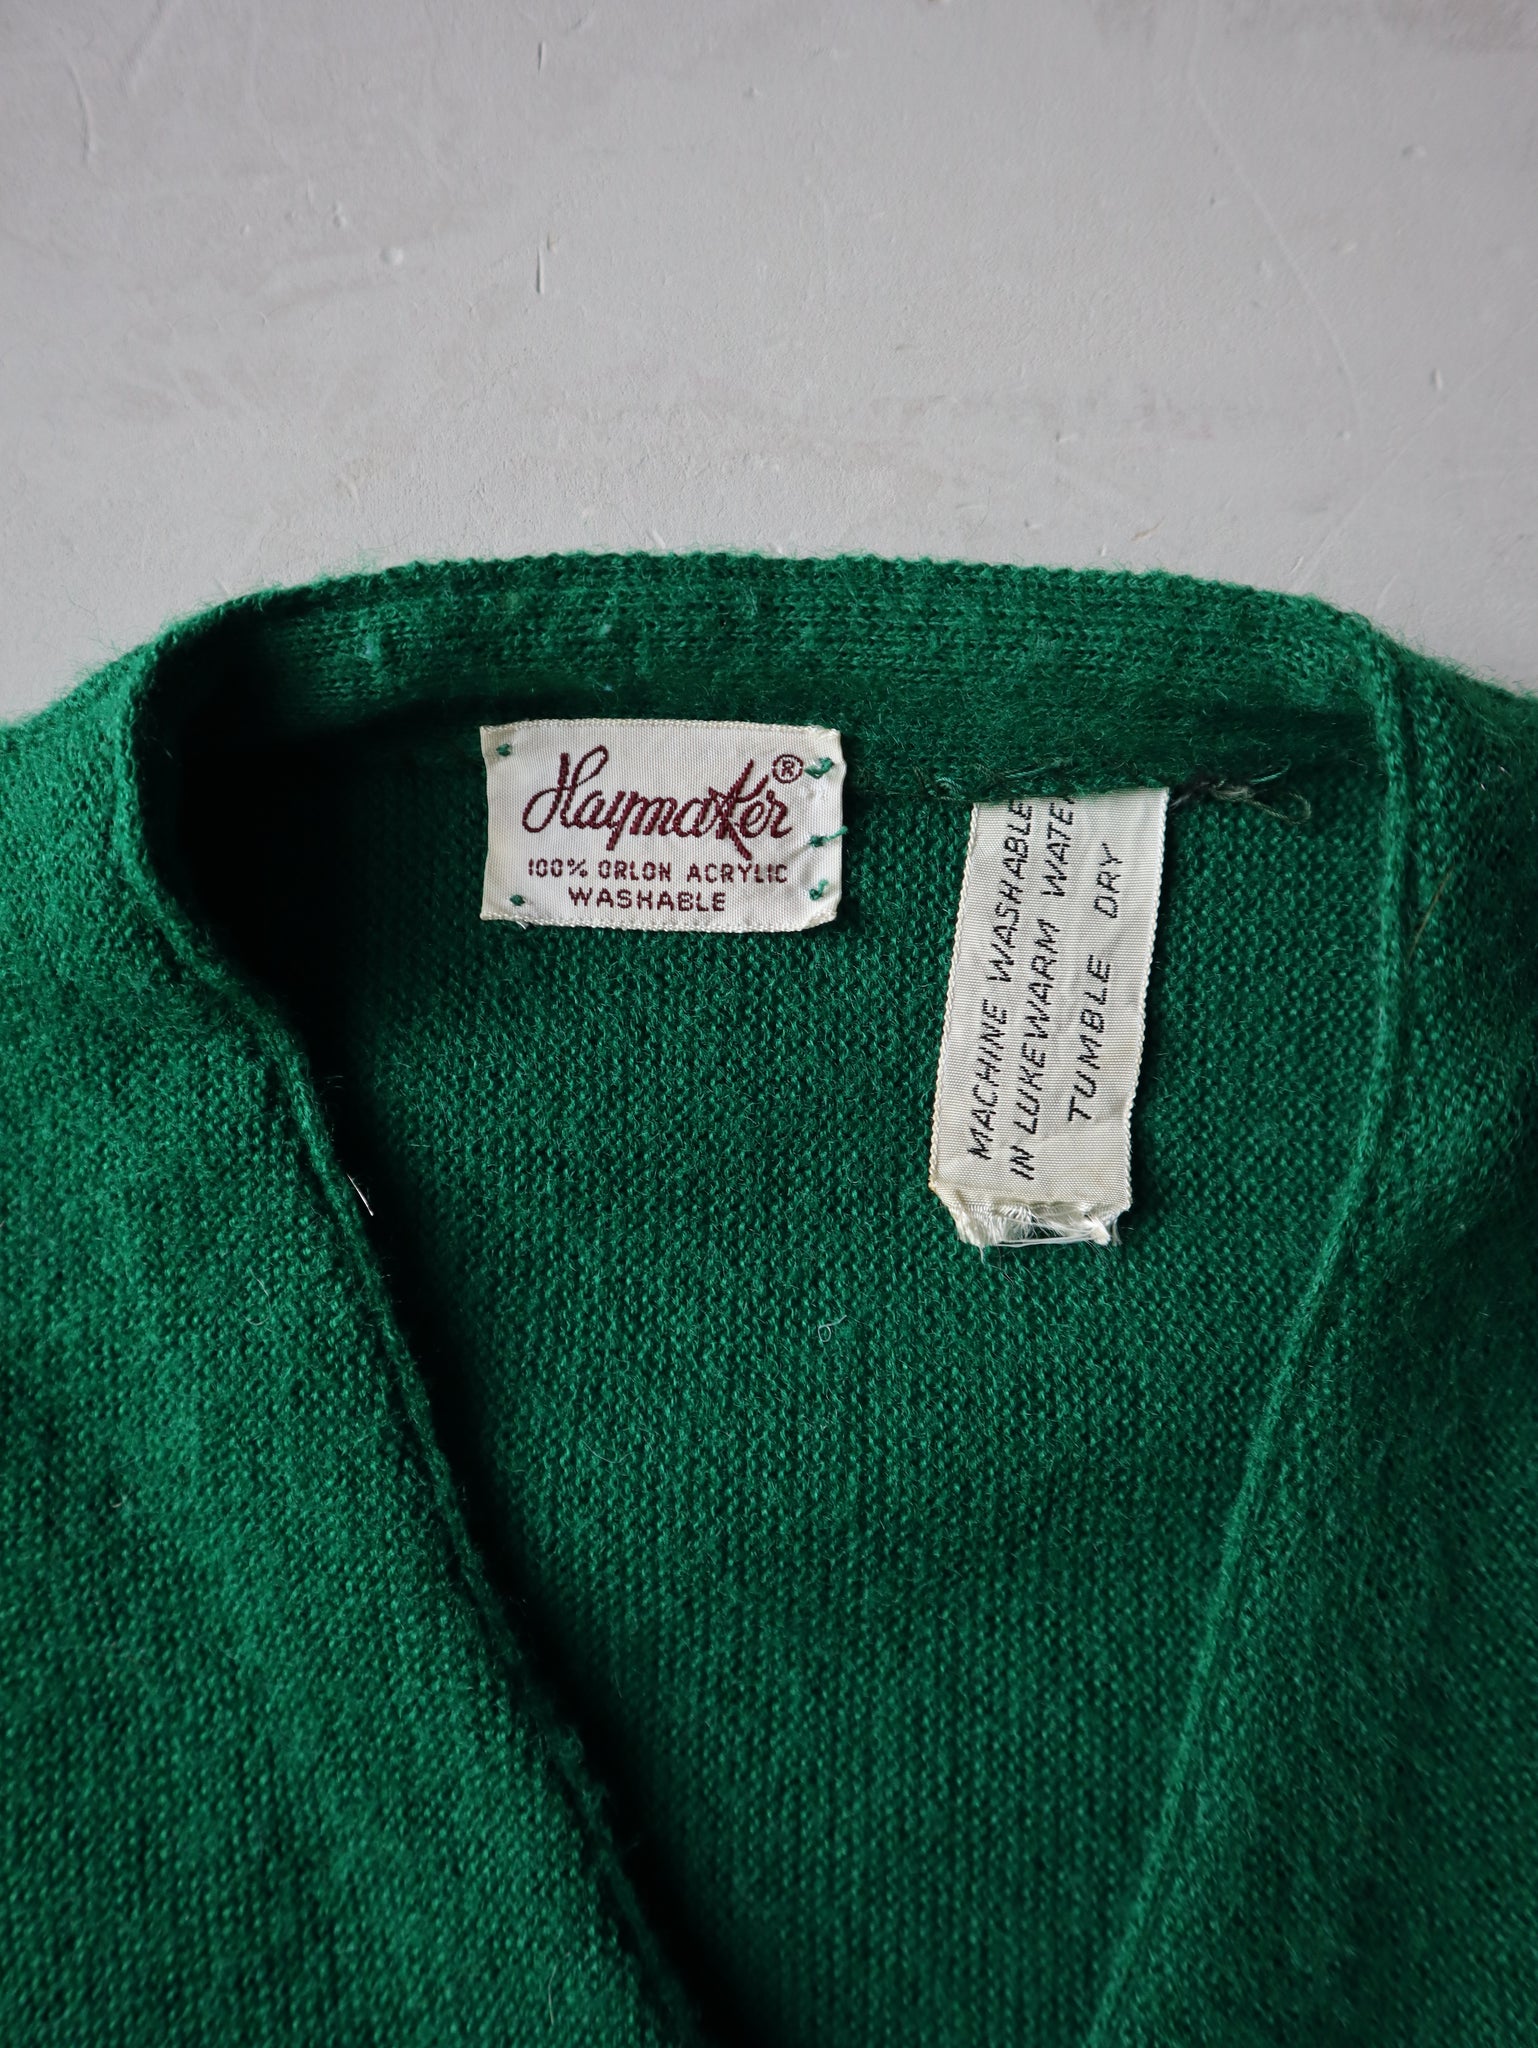 Haymaker®
100% ORLON ACRYLIC
WASHABLE
MACHINE WASHABLE
IN LUKEWARM WATER
TUMBLE DRY